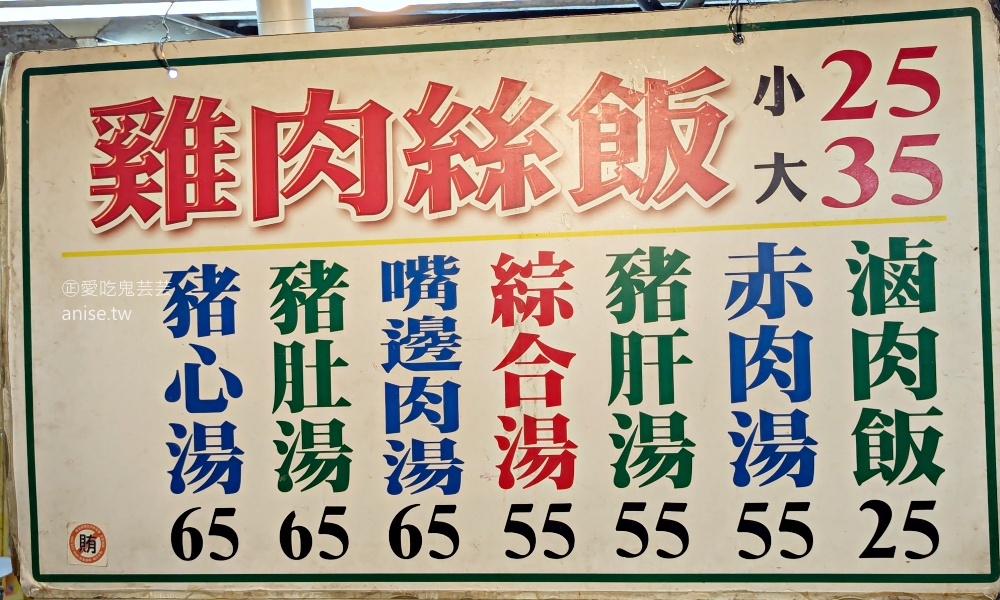 雞肉絲飯
小 25
大 35
滷肉飯 25
赤肉湯 55
豬肝湯 55
綜合湯 55
嘴邊肉湯 65
豬肚湯 65
豬心湯 65
㊣愛吃鬼芸芸
anise.tw
賄